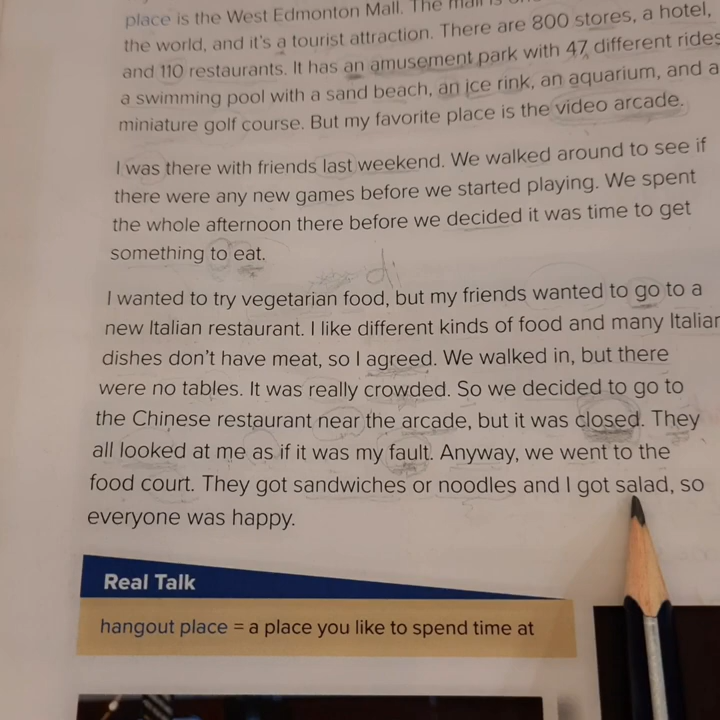 place is the West Edmonton Mall. The mall is
the world, and it's a tourist attraction. There are 800 stores, a hotel,
and 110 restaurants. It has an amusement park with 47 different rides
a swimming pool with a sand beach, an ice rink, an aquarium, and a
miniature golf course. But my favorite place is the video arcade.
I was there with friends last weekend. We walked around to see if
there were any new games before we started playing. We spent
the whole afternoon there before we decided it was time to get
something to eat.
di
I wanted to try vegetarian food, but my friends wanted to go to a
new Italian restaurant. I like different kinds of food and many Italian
dishes don't have meat, so I agreed. We walked in, but there
were no tables. It was really crowded. So we decided to go to
the Chinese restaurant near the arcade, but it was closed. They
all looked at me as if it was my fault. Anyway, we went to the
food court. They got sandwiches or noodles and I got salad, so
everyone was happy.
Real Talk
hangout place = a place you like to spend time at